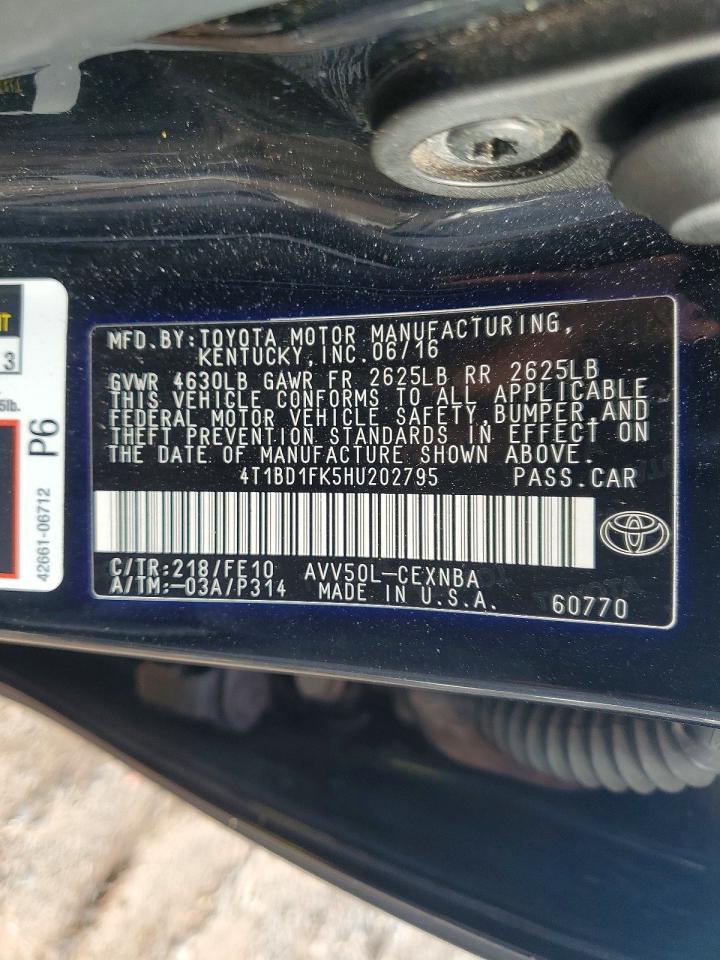 MFD.BY:TOYOTA MOTOR MANUFACTURING,
KENTUCKY,INC.06/16
GVWR 4630LB GAWR FR 2625LB RR 2625LB
THIS VEHICLE CONFORMS TO ALL APPLICABLE
FEDERAL MOTOR VEHICLE SAFETY,BUMPER,AND
THEFT PREVENTION STANDARDS IN EFFECT ON
THE DATE OF MANUFACTURE SHOWN ABOVE.
4T1BD1FK5HU202795 PASS.CAR
C/TR:218/FE10 AVV50L-CEXNBA
A/TM:-03A/P314 MADE IN U.S.A.
60770
3
5lb.
P6
42661-06712